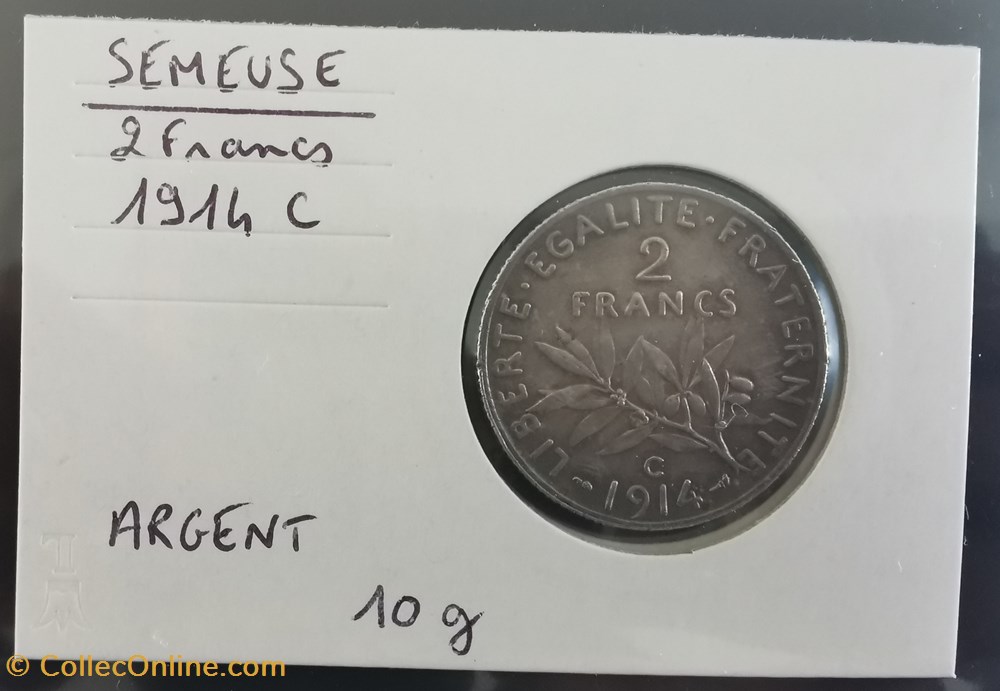 SEMEUSE
2 Francs
1914 C
LIBERTE · EGALITE · FRATERNITE
2
FRANCS
C
1914
ARGENT
10 g
© CollecOnline.com